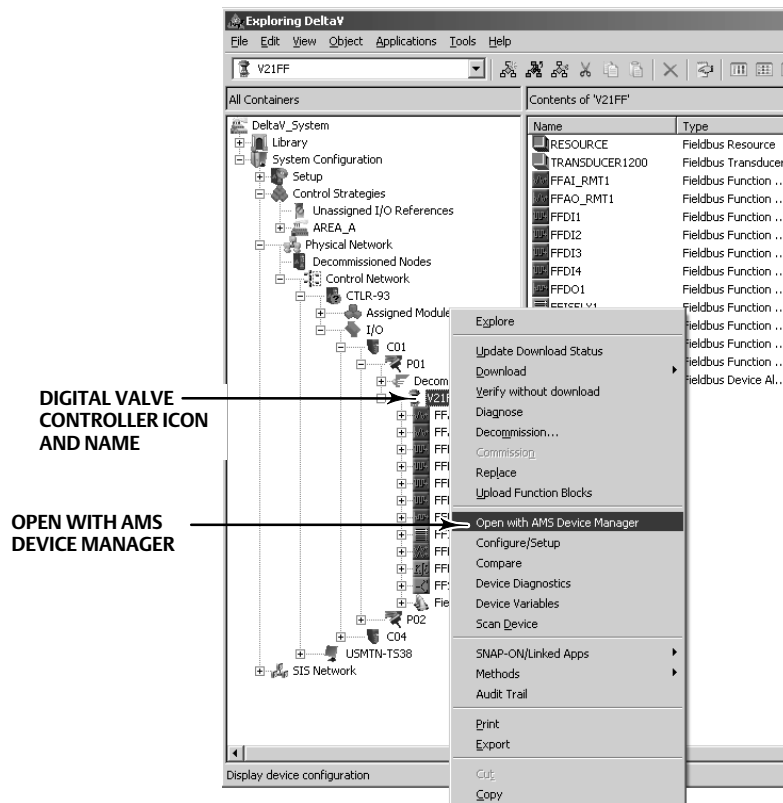 Exploring DeltaV
File Edit View Object Applications Tools Help
V21FF
All Containers
Contents of 'V21FF'
DeltaV_System
Library
System Configuration
Setup
Control Strategies
Unassigned I/O References
AREA_A
Physical Network
Decommissioned Nodes
Control Network
CTLR-93
Assigned Module
I/O
C01
P01
Decom
V21F
P02
C04
USMTN-TS38
SIS Network
Name Type
RESOURCE Fieldbus Resource
TRANSDUCER1200 Fieldbus Transducer
FFAI_RMT1 Fieldbus Function ..
FFAO_RMT1 Fieldbus Function ..
FFDI1 Fieldbus Function ..
FFDI2 Fieldbus Function ..
FFDI3 Fieldbus Function ..
FFDI4 Fieldbus Function ..
FFDO1 Fieldbus Function ..
Fieldbus Function ..
Fieldbus Function ..
Fieldbus Function ..
Fieldbus Function ..
Fieldbus Device Al..
Explore
Update Download Status
Download
Verify without download
Diagnose
Decommission...
Commission
Replace
Upload Function Blocks
Open with AMS Device Manager
Configure/Setup
Compare
Device Diagnostics
Device Variables
Scan Device
SNAP-ON/Linked Apps
Methods
Audit Trail
Print
Export
Cut
Copy
Display device configuration
DIGITAL VALVE
CONTROLLER ICON
AND NAME
OPEN WITH AMS
DEVICE MANAGER